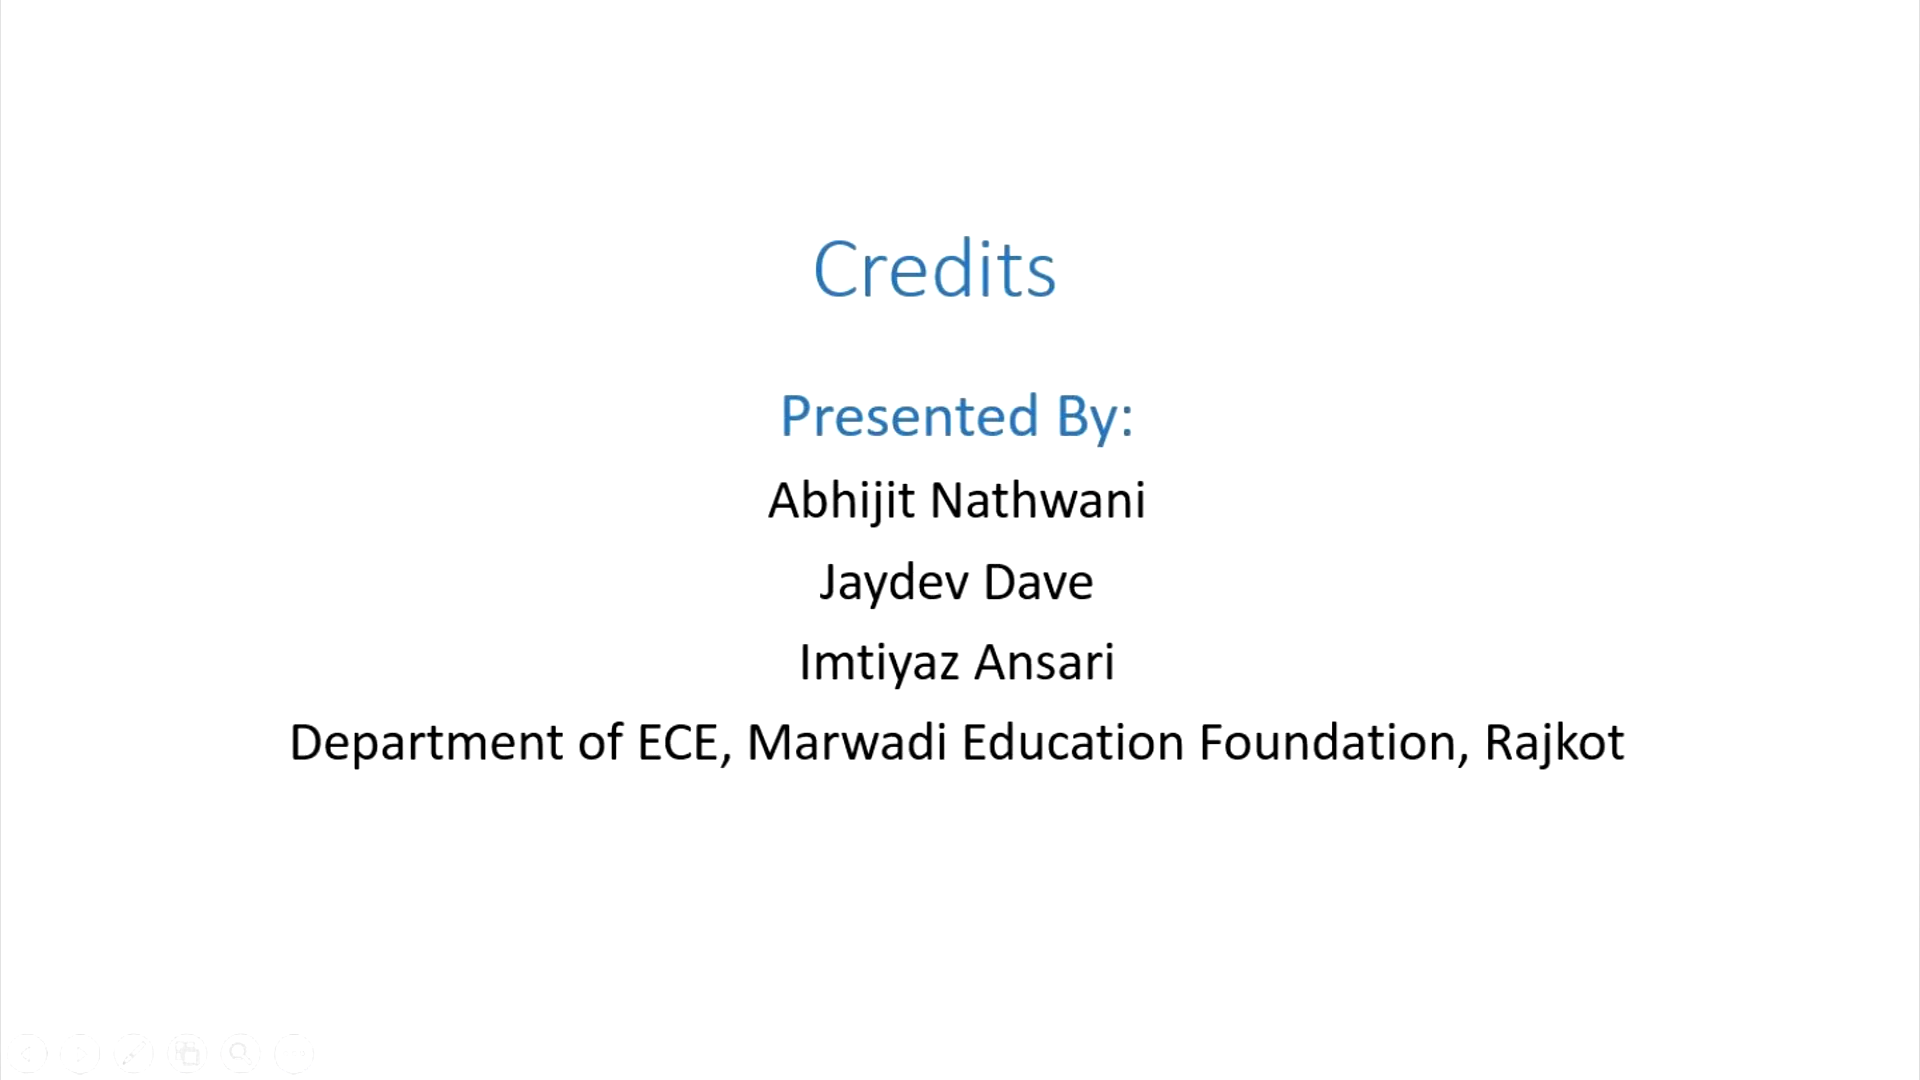 Credits
Presented By:
Abhijit Nathwani
Jaydev Dave
Imtiyaz Ansari
Department of ECE, Marwadi Education Foundation, Rajkot